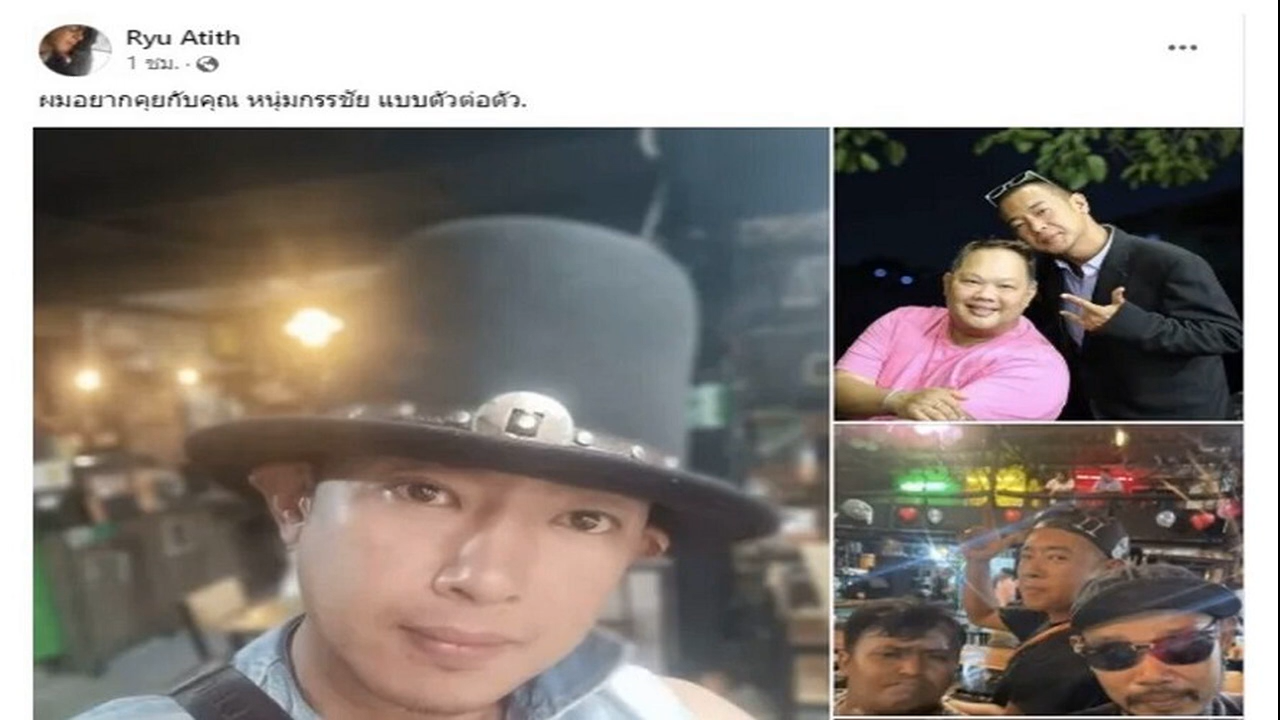 Ryu Atith
1 ชม. ·
ผมอยากคุยกับคุณ หนุ่มกรรชัย แบบตัวต่อตัว.